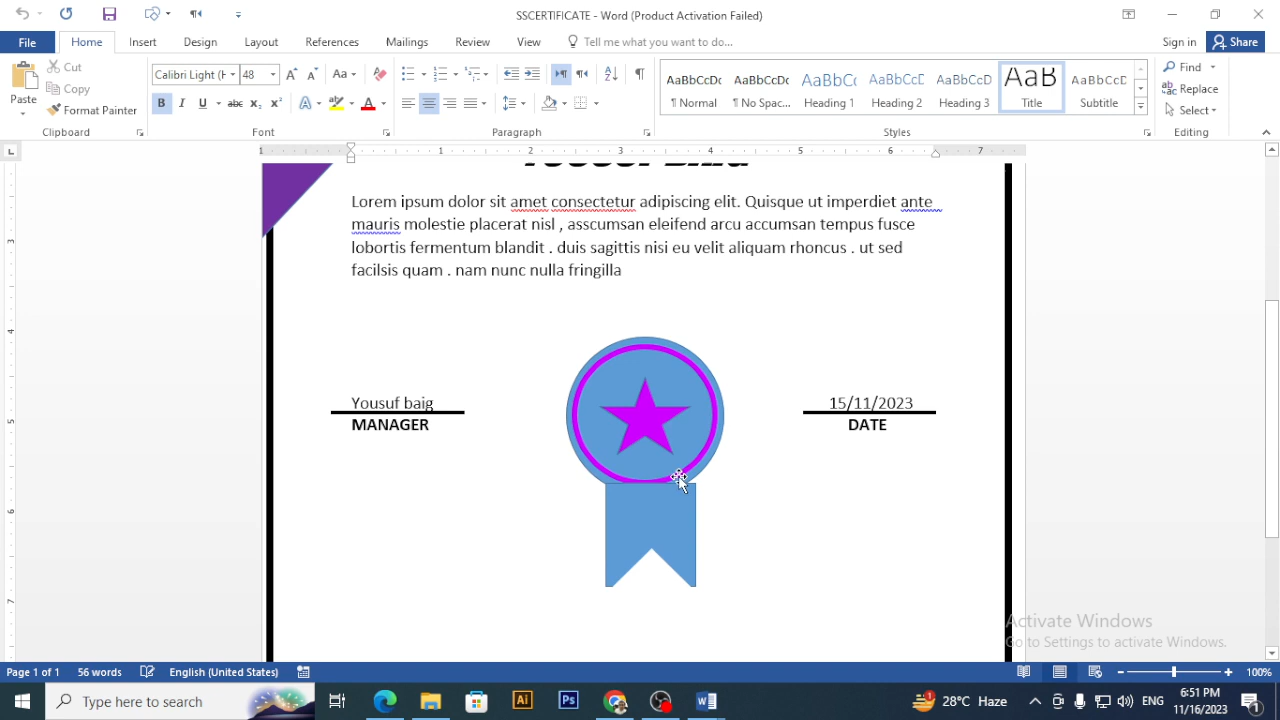 SSCERTIFICATE - Word (Product Activation Failed)
File Home Insert Design Layout References Mailings Review View Tell me what you want to do... Sign in Share
Paste
Cut
Copy
Format Painter
Calibri Light (H 48
Clipboard Font Paragraph Styles Editing
AaBbCcDc ¶ Normal
AaBbCcDc ¶ No Spac...
AaBbCc Heading 1
AaBbCcE Heading 2
AaBbCcD Heading 3
AaB Title
AaBbCcC Subtitle
Find
Replace
Select
Lorem ipsum dolor sit amet consectetur adipiscing elit. Quisque ut imperdiet ante
mauris molestie placerat nisl , asscumsan eleifend arcu accumsan tempus fusce
lobortis fermentum blandit . duis sagittis nisi eu velit aliquam rhoncus . ut sed
facilsis quam . nam nunc nulla fringilla
Yousuf baig
MANAGER
15/11/2023
DATE
Activate Windows
Go to Settings to activate Windows.
Page 1 of 1 56 words English (United States) 100%
Type here to search
28°C Haze
ENG
6:51 PM
11/16/2023